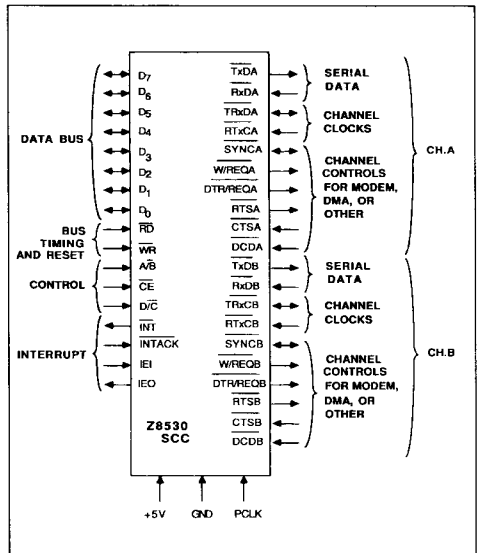 DATA BUS
BUS
TIMING
AND RESET
CONTROL
INTERRUPT
D7
D6
D5
D4
D3
D2
D1
D0
RD
WR
A/B
CE
D/C
INT
INTACK
IEI
IEO
TxDA
RxDA
TRxDA
RTxCA
SYNCA
W/REQA
DTR/REQA
RTSA
CTSA
DCDA
TxDB
RxDB
TRxCB
RTxCB
SYNCB
W/REQB
DTR/REQB
RTSB
CTSB
DCDB
Z8530
SCC
SERIAL
DATA
CHANNEL
CLOCKS
CHANNEL
CONTROLS
FOR MODEM,
DMA, OR
OTHER
CH.A
SERIAL
DATA
CHANNEL
CLOCKS
CHANNEL
CONTROLS
FOR MODEM,
DMA, OR
OTHER
CH.B
+5V
GND
PCLK